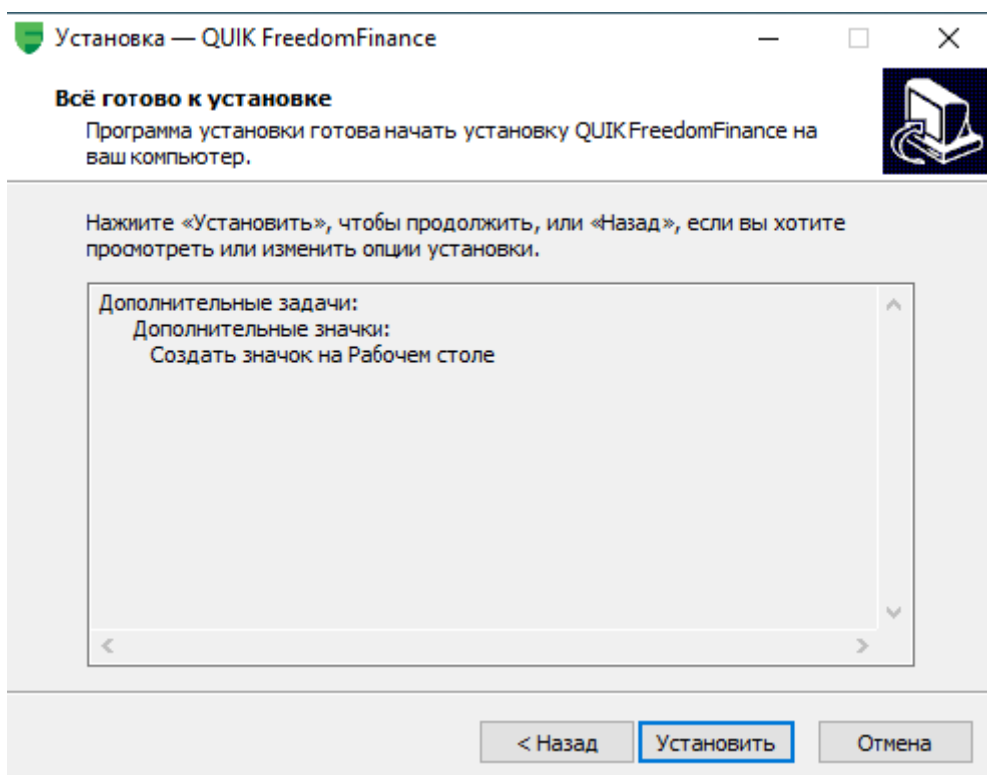 Установка — QUIK FreedomFinance
Всё готово к установке
Программа установки готова начать установку QUIK FreedomFinance на
ваш компьютер.
Нажмите «Установить», чтобы продолжить, или «Назад», если вы хотите
просмотреть или изменить опции установки.
Дополнительные задачи:
Дополнительные значки:
Создать значок на Рабочем столе
< Назад
Установить
Отмена